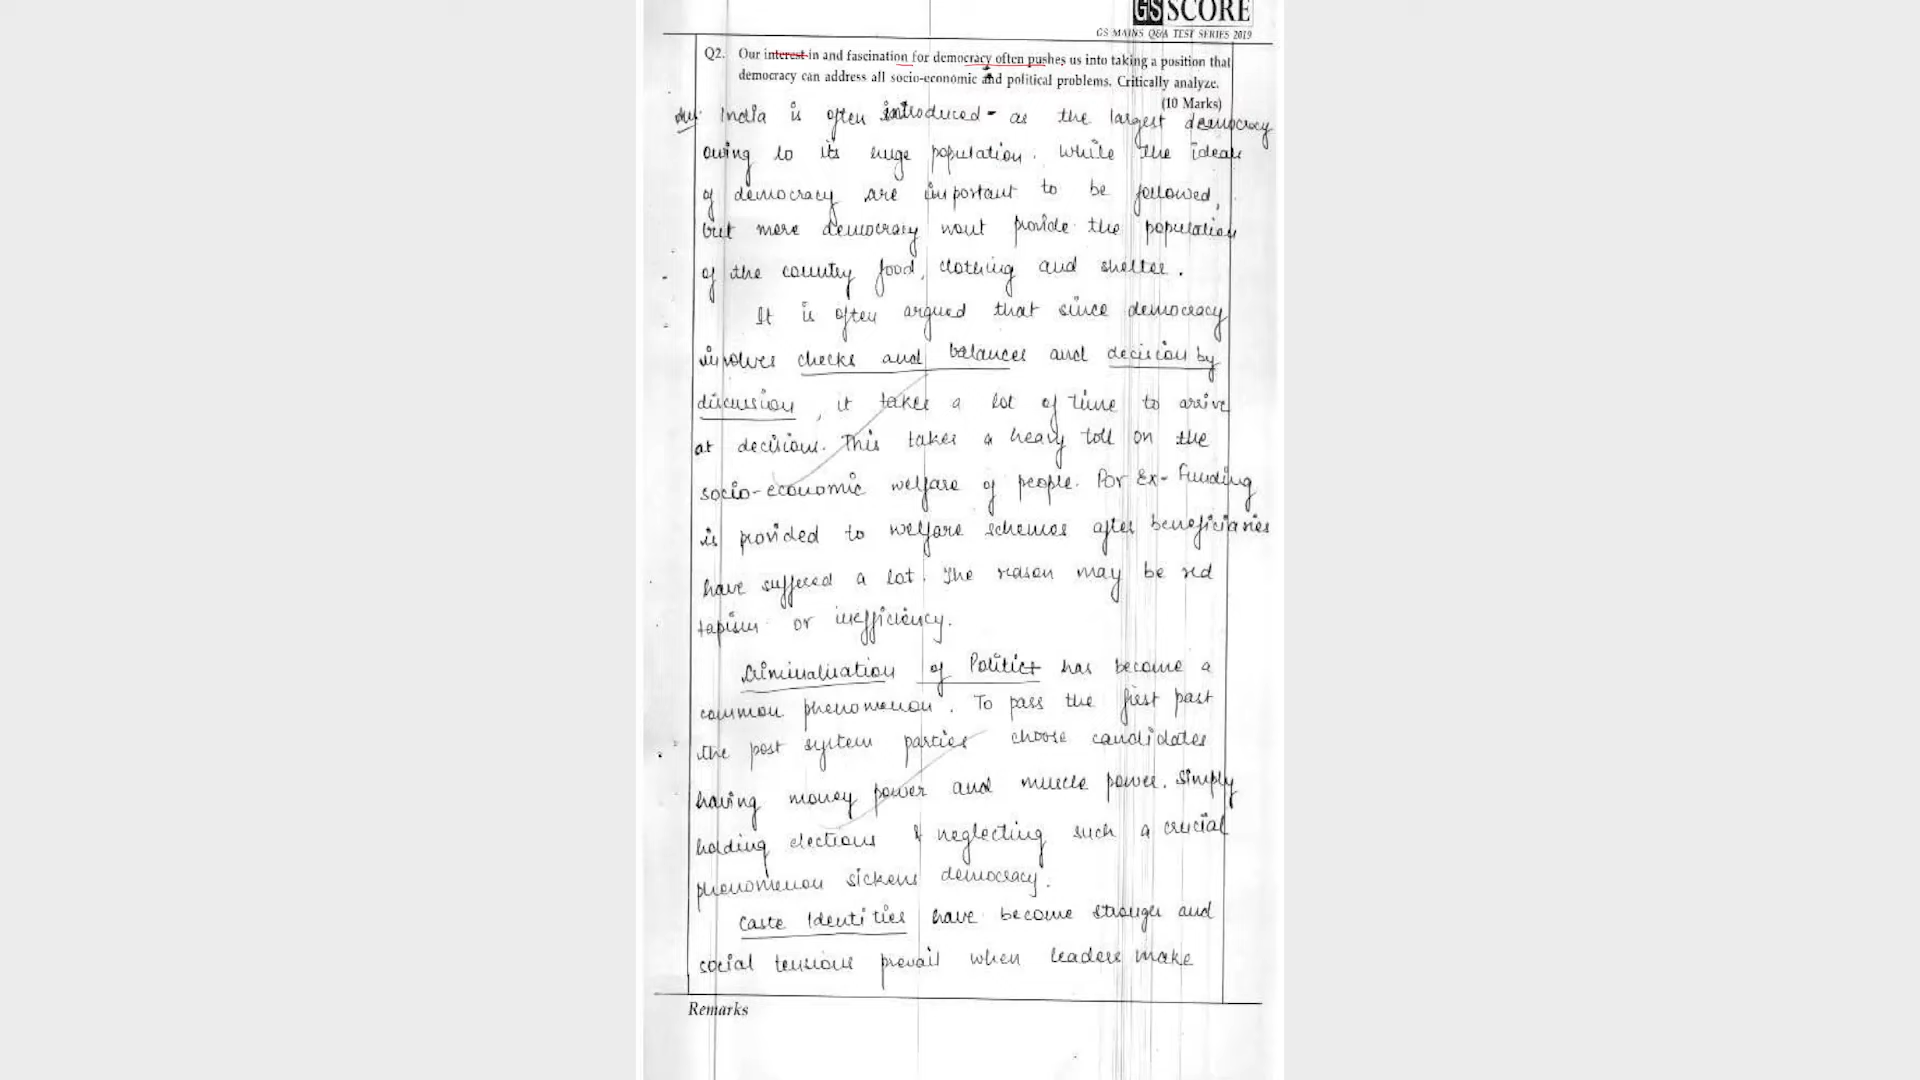 GS SCORE
GS MAINS Q&A TEST SERIES 2019
Q2. Our interest in and fascination for democracy often pushes us into taking a position that
democracy can address all socio-economic and political problems. Critically analyze.
(10 Marks)
Ans. India is often introduced as the largest democracy
owing to its huge population. While the ideals
of democracy are important to be followed,
but mere democracy wont provide the population
of the country food, clothing and shelter.
It is often argued that since democracy
involves checks and balances and decision by
discussion, it takes a lot of time to arrive
at decisions. This takes a heavy toll on the
socio-economic welfare of people. For Ex- Funding
is provided to welfare schemes after beneficiaries
have suffered a lot. The reason may be red
tapism or inefficiency.
Criminalisation of Politics has become a
common phenomenon. To pass the first past
the post system parties choose candidates
having money power and muscle power. Simply
holding elections & neglecting such a crucial
phenomenon sickens democracy.
Caste Identities have become stronger and
social tensions prevail when leaders make
Remarks